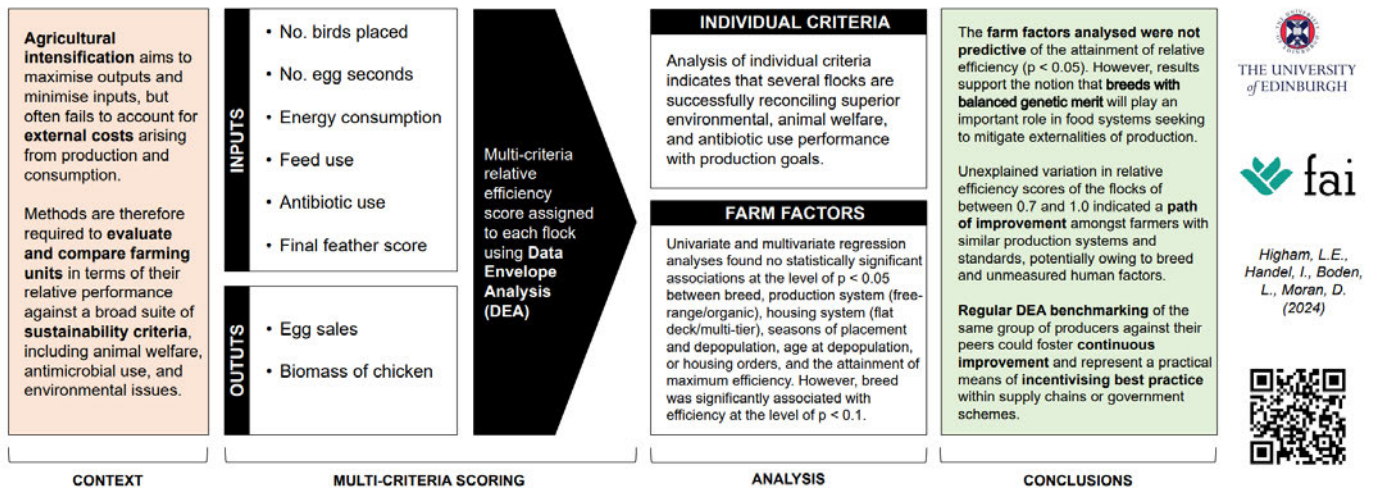 Agricultural
intensification aims to
maximise outputs and
minimise inputs, but
often fails to account for
external costs arising
from production and
consumption.
Methods are therefore
required to evaluate
and compare farming
units in terms of their
relative performance
against a broad suite of
sustainability criteria,
including animal welfare,
antimicrobial use, and
environmental issues.
CONTEXT
INPUTS
• No. birds placed
• No. egg seconds
• Energy consumption
• Feed use
• Antibiotic use
• Final feather score
OUTUTS
• Egg sales
• Biomass of chicken
Multi-criteria
relative
efficiency
score assigned
to each flock
using Data
Envelope
Analysis
(DEA)
MULTI-CRITERIA SCORING
INDIVIDUAL CRITERIA
Analysis of individual criteria
indicates that several flocks are
successfully reconciling superior
environmental, animal welfare,
and antibiotic use performance
with production goals.
FARM FACTORS
Univariate and multivariate regression
analyses found no statistically significant
associations at the level of p < 0.05
between breed, production system (free-
range/organic), housing system (flat
deck/multi-tier), seasons of placement
and depopulation, age at depopulation,
or housing orders, and the attainment of
maximum efficiency. However, breed
was significantly associated with
efficiency at the level of p < 0.1.
ANALYSIS
The farm factors analysed were not
predictive of the attainment of relative
efficiency (p < 0.05). However, results
support the notion that breeds with
balanced genetic merit will play an
important role in food systems seeking
to mitigate externalities of production.
Unexplained variation in relative
efficiency scores of the flocks of
between 0.7 and 1.0 indicated a path
of improvement amongst farmers with
similar production systems and
standards, potentially owing to breed
and unmeasured human factors.
Regular DEA benchmarking of the
same group of producers against their
peers could foster continuous
improvement and represent a practical
means of incentivising best practice
within supply chains or government
schemes.
CONCLUSIONS
THE UNIVERSITY
of EDINBURGH
fai
Higham, L.E.,
Handel, I., Boden,
L., Moran, D.
(2024)